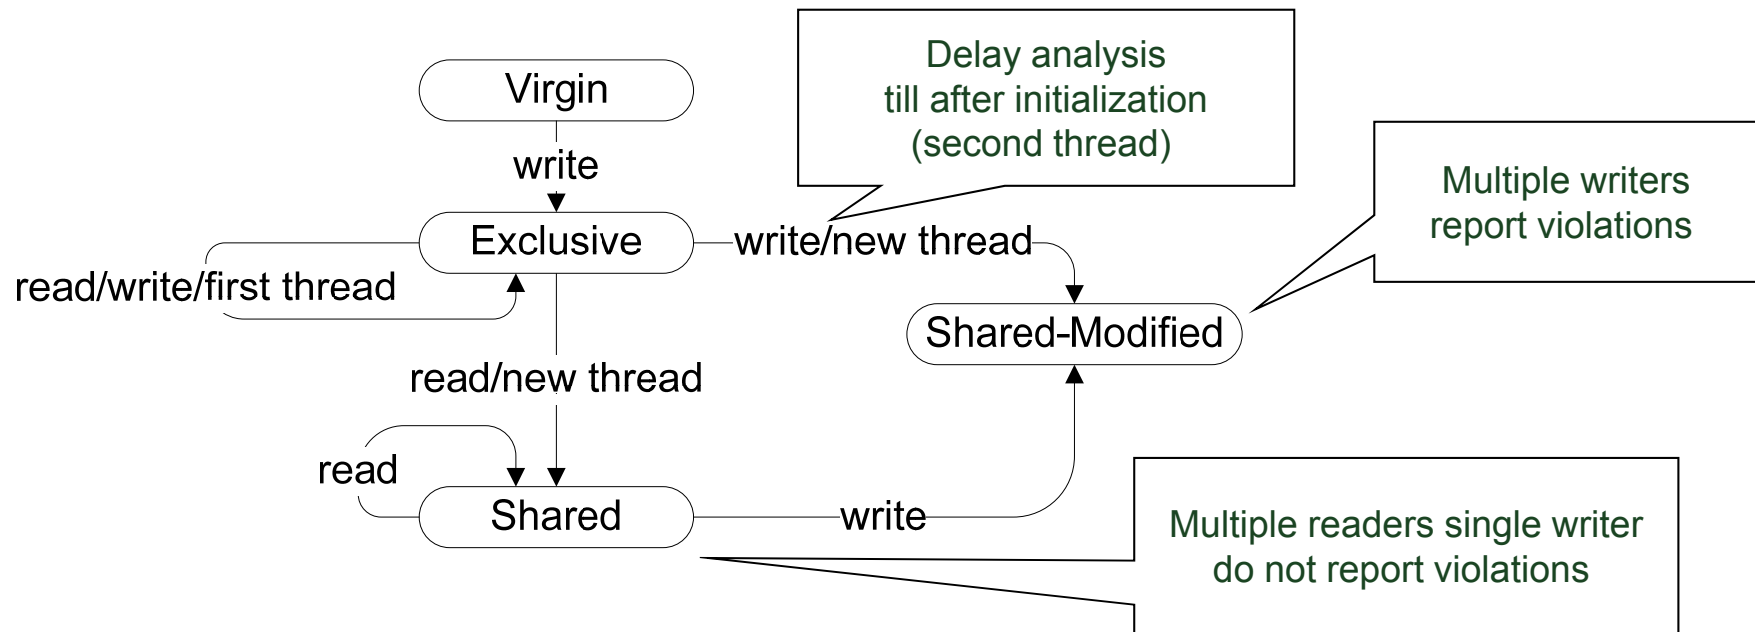 Virgin
write
Exclusive
read/write/first thread
write/new thread
Delay analysis
till after initialization
(second thread)
Multiple writers
report violations
Shared-Modified
read/new thread
read
Shared
write
Multiple readers single writer
do not report violations